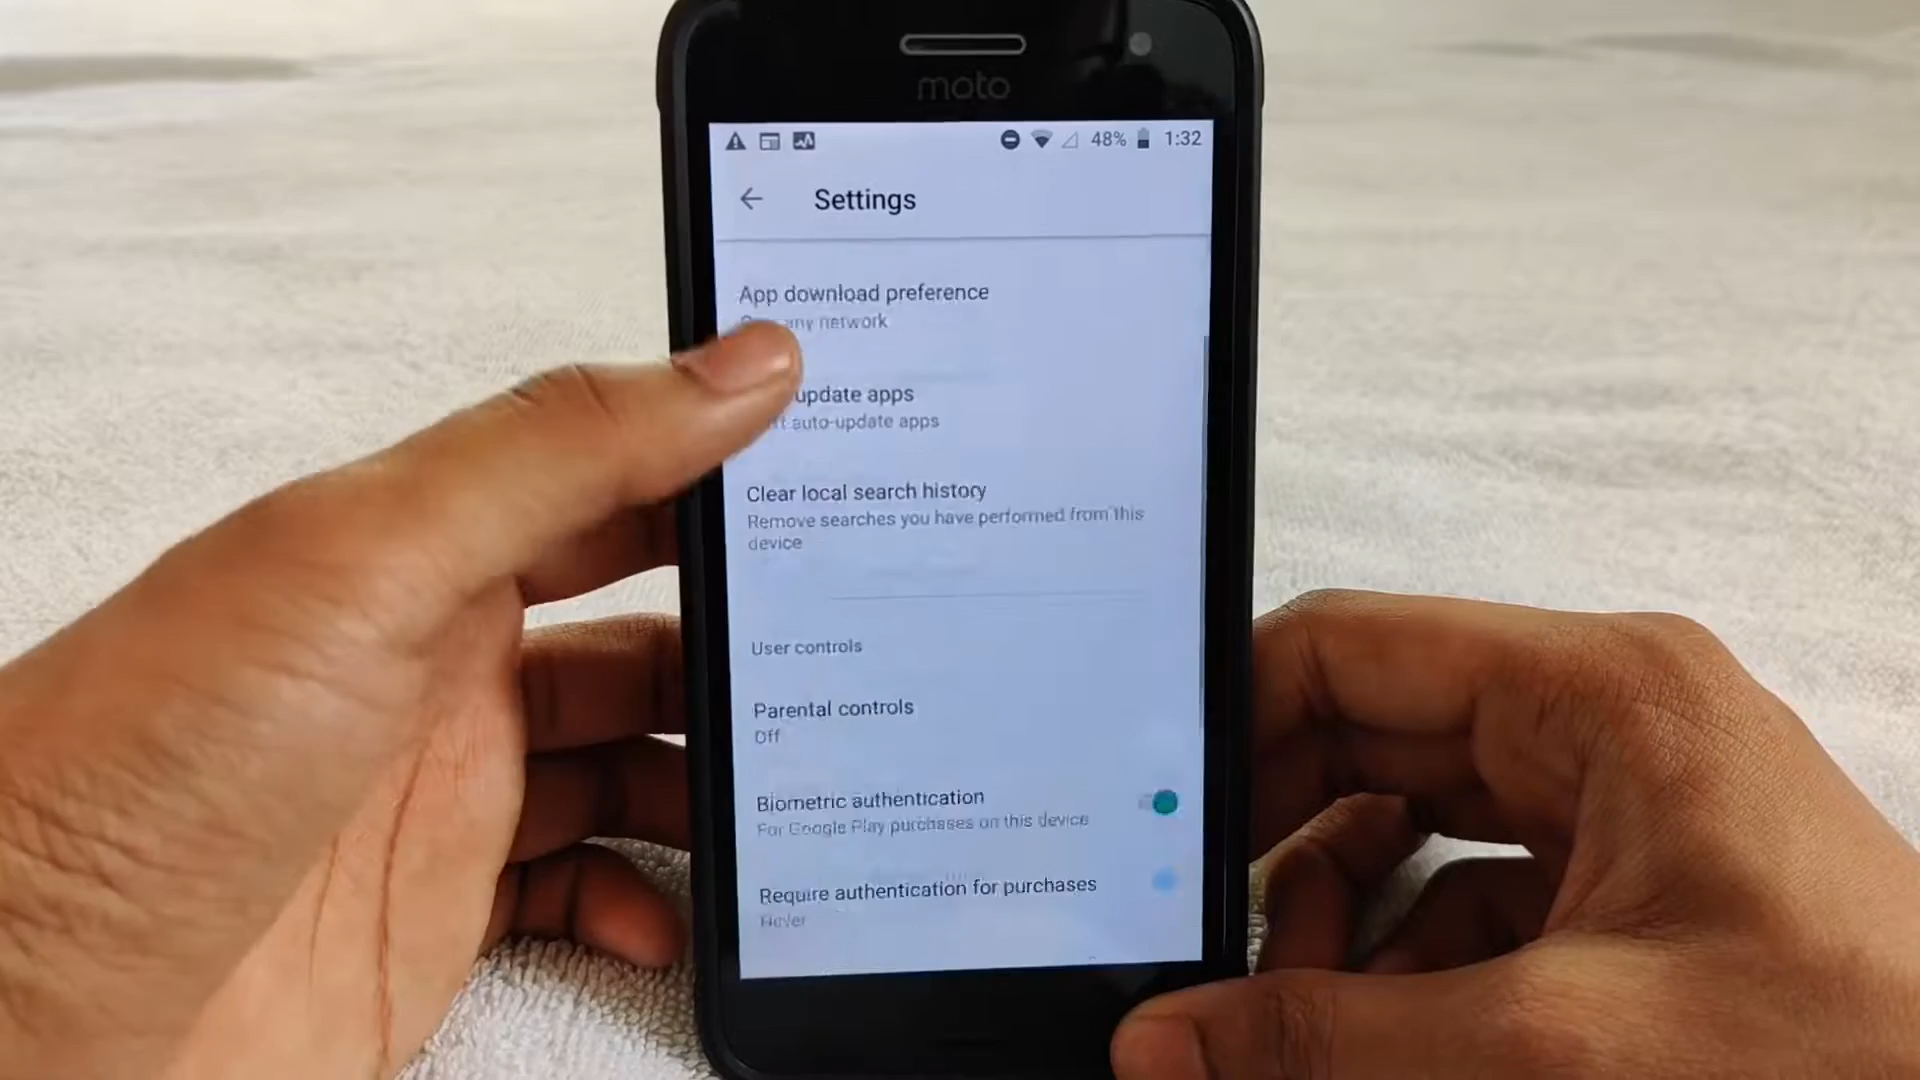 moto
48% 1:32
Settings
App download preference
any network
update apps
auto-update apps
Clear local search history
Remove searches you have performed from this
device
User controls
Parental controls
Off
Biometric authentication
For Google Play purchases on this device
Require authentication for purchases